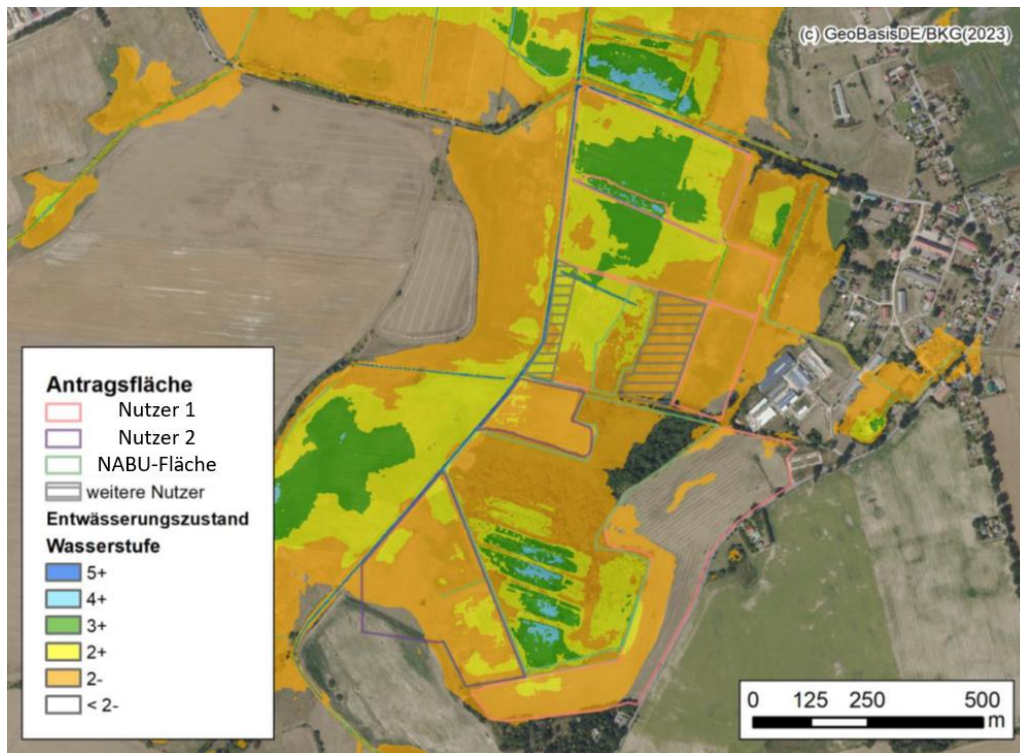 (c) GeoBasisDE/BKG(2023)
Antragsfläche
Nutzer 1
Nutzer 2
NABU-Fläche
weitere Nutzer
Entwässerungszustand
Wasserstufe
5+
4+
3+
2+
2-
< 2-
0 125 250 500
m